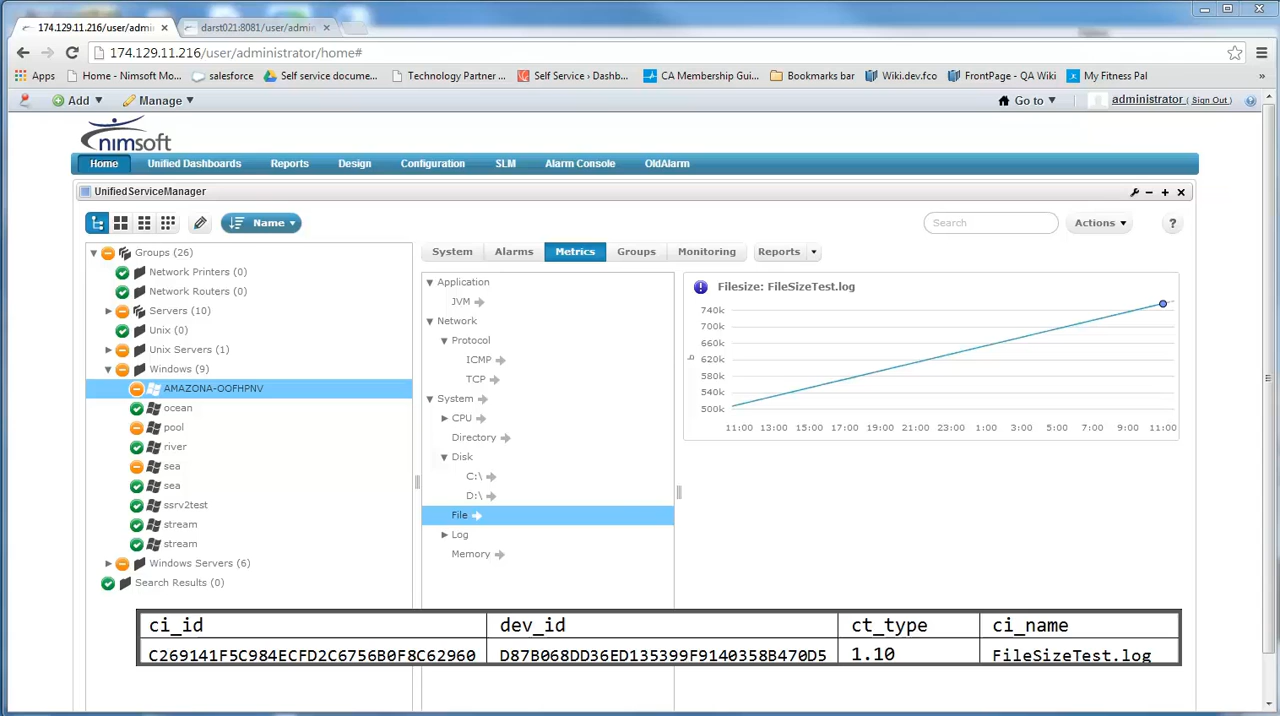 174.129.11.216/user/admi
darst021:8081/user/admin
174.129.11.216/user/administrator/home#
Apps
Home - Nimsoft Mo...
salesforce
Self service docume...
Technology Partner ...
Self Service › Dashb...
CA Membership Gui...
Bookmarks bar
Wiki.dev.fco
FrontPage - QA Wiki
My Fitness Pal
»
Add
Manage
Go to
administrator (Sign Out)
nimsoft
Home
Unified Dashboards
Reports
Design
Configuration
SLM
Alarm Console
OldAlarm
UnifiedServiceManager
Name
Search
Actions
?
Groups (26)
Network Printers (0)
Network Routers (0)
Servers (10)
Unix (0)
Unix Servers (1)
Windows (9)
AMAZONA-OOFHPNV
ocean
pool
river
sea
sea
ssrv2test
stream
stream
Windows Servers (6)
Search Results (0)
System
Alarms
Metrics
Groups
Monitoring
Reports
Application
JVM
Network
Protocol
ICMP
TCP
System
CPU
Directory
Disk
C:\
D:\
File
Log
Memory
Filesize: FileSizeTest.log
740k
700k
660k
620k
580k
540k
500k
b
11:00 13:00 15:00 17:00 19:00 21:00 23:00 1:00 3:00 5:00 7:00 9:00 11:00
ci_id dev_id ct_type ci_name
C269141F5C984ECFD2C6756B0F8C62960 D87B068DD36ED135399F9140358B470D5 1.10 FileSizeTest.log